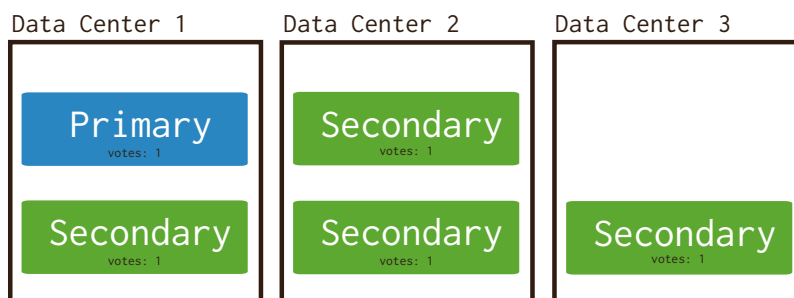 Data Center 1
Data Center 2
Data Center 3
Primary
votes: 1
Secondary
votes: 1
Secondary
votes: 1
Secondary
votes: 1
Secondary
votes: 1
Secondary
votes: 1